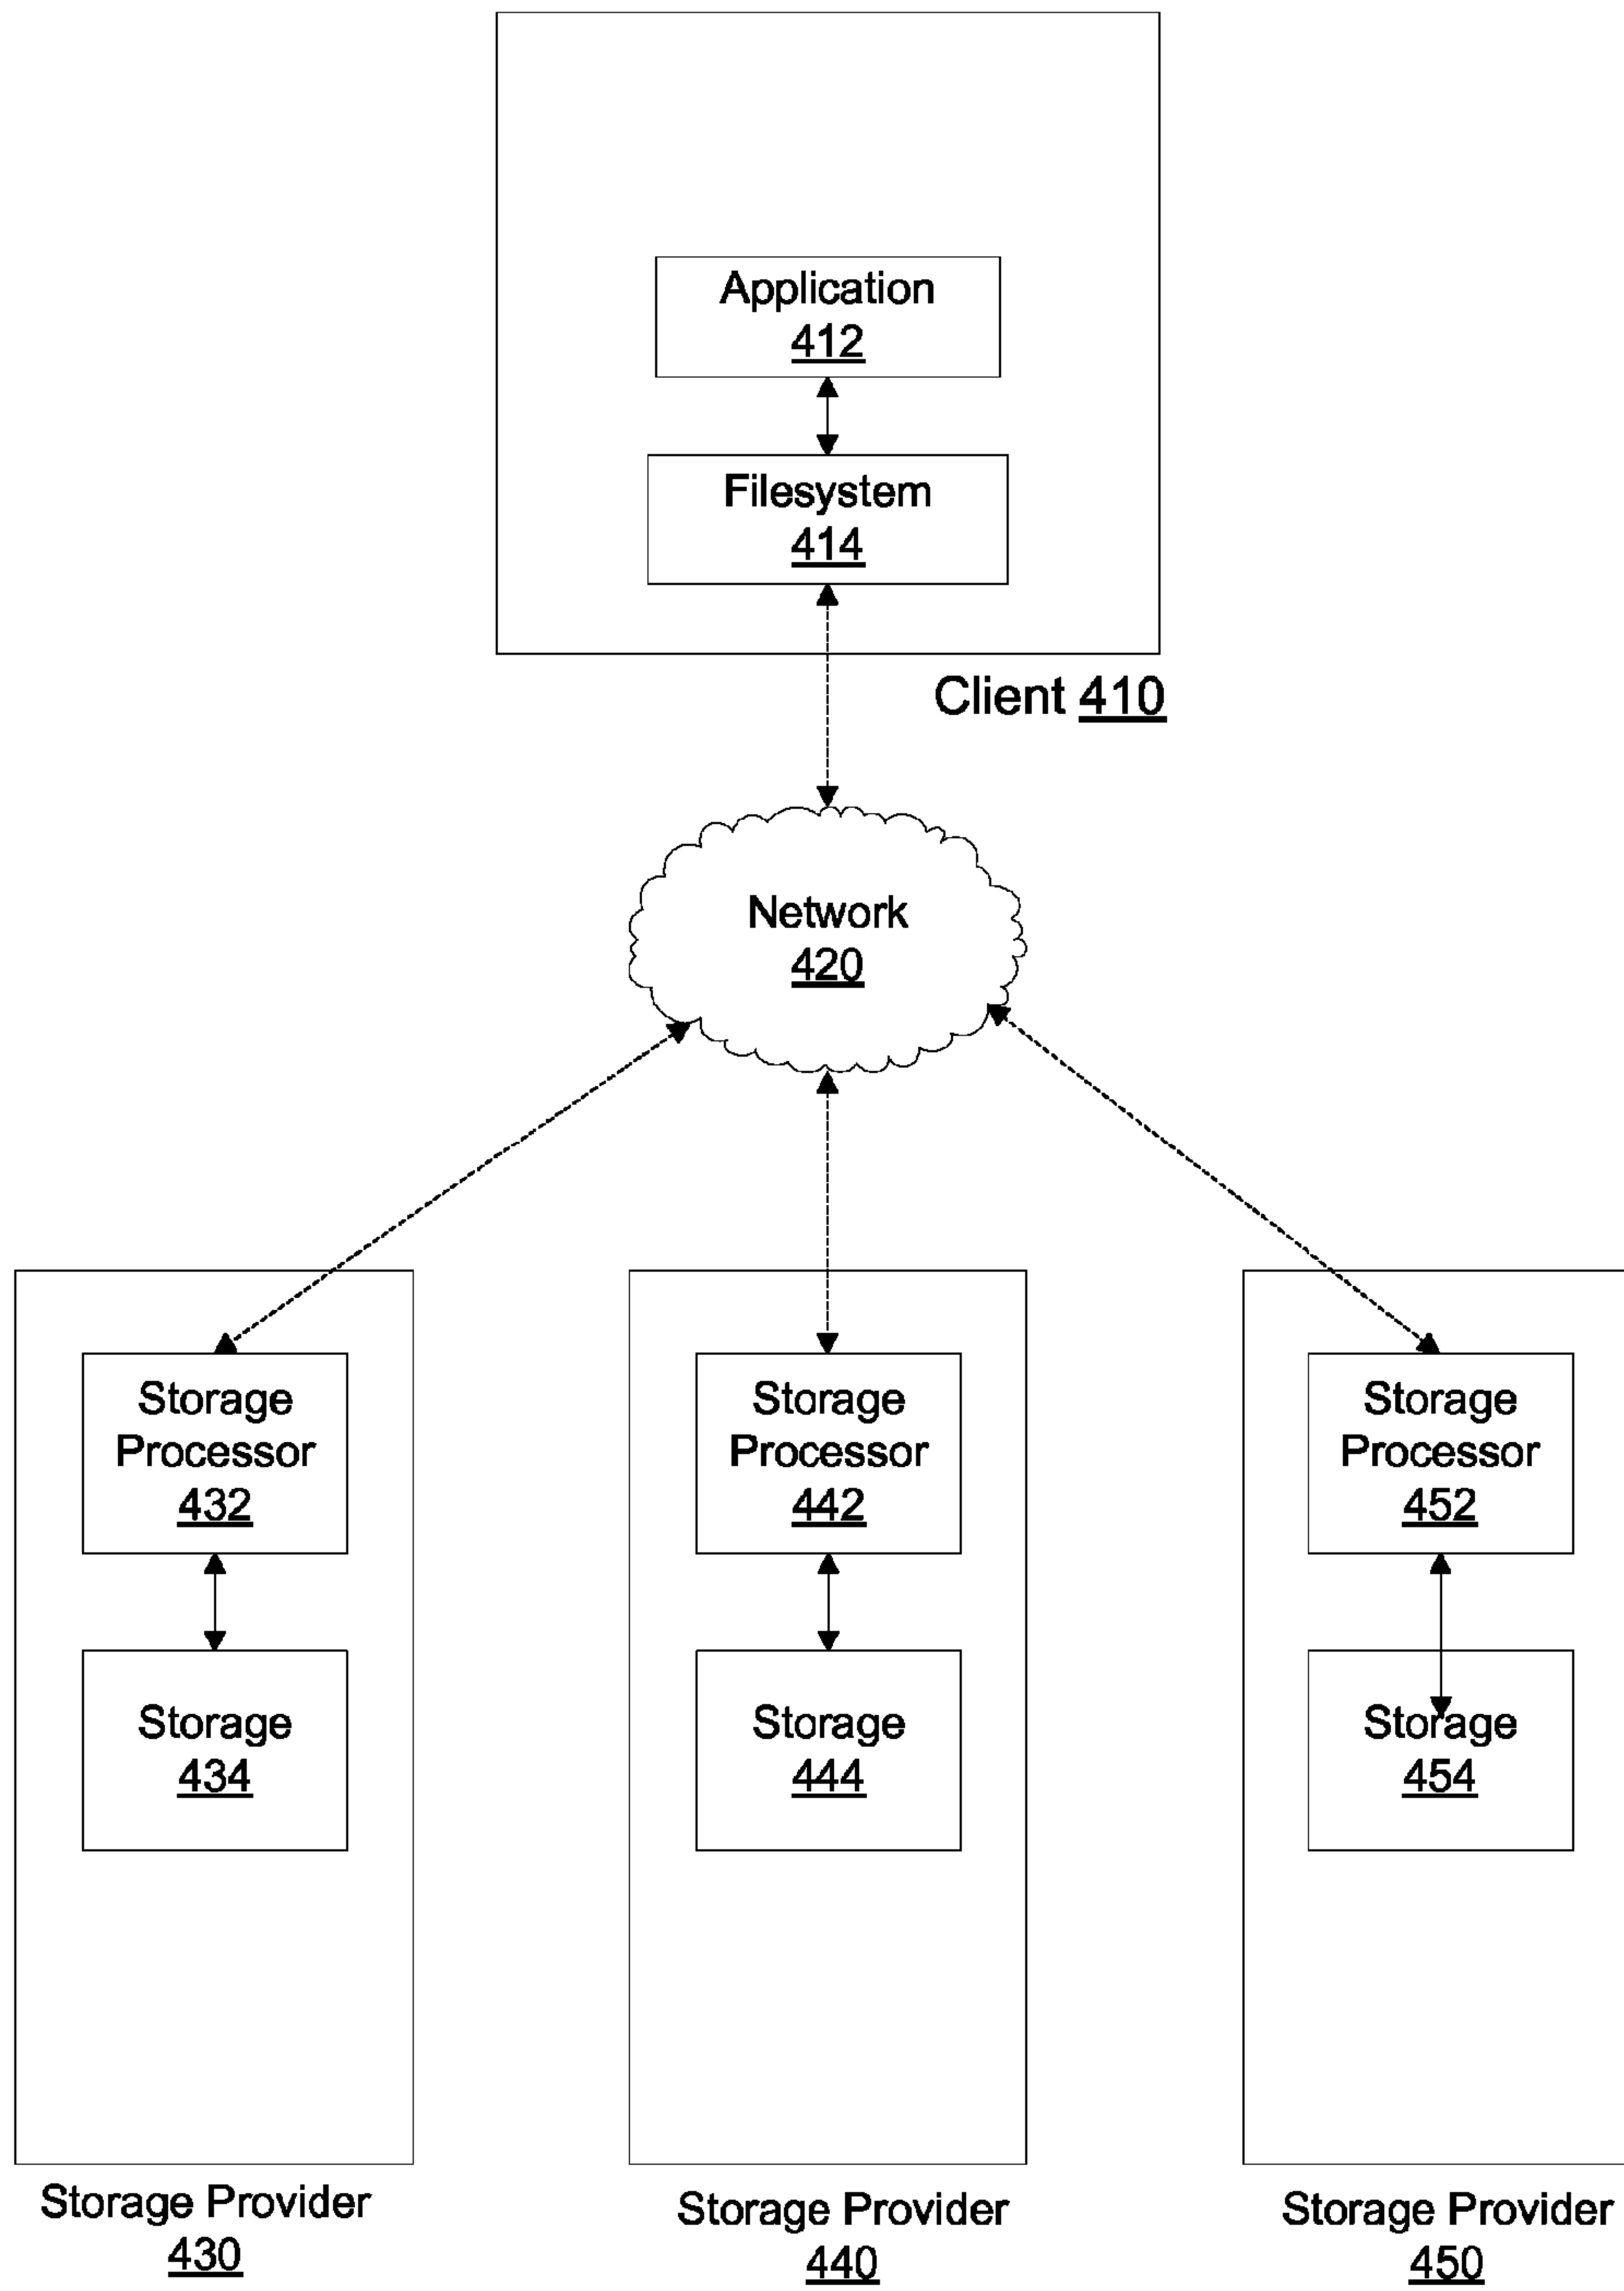 Application
412
Filesystem
414
Client 410
Network
420
Storage
Processor
432
Storage
434
Storage Provider
430
Storage
Processor
442
Storage
444
Storage Provider
440
Storage
Processor
452
Storage
454
Storage Provider
450